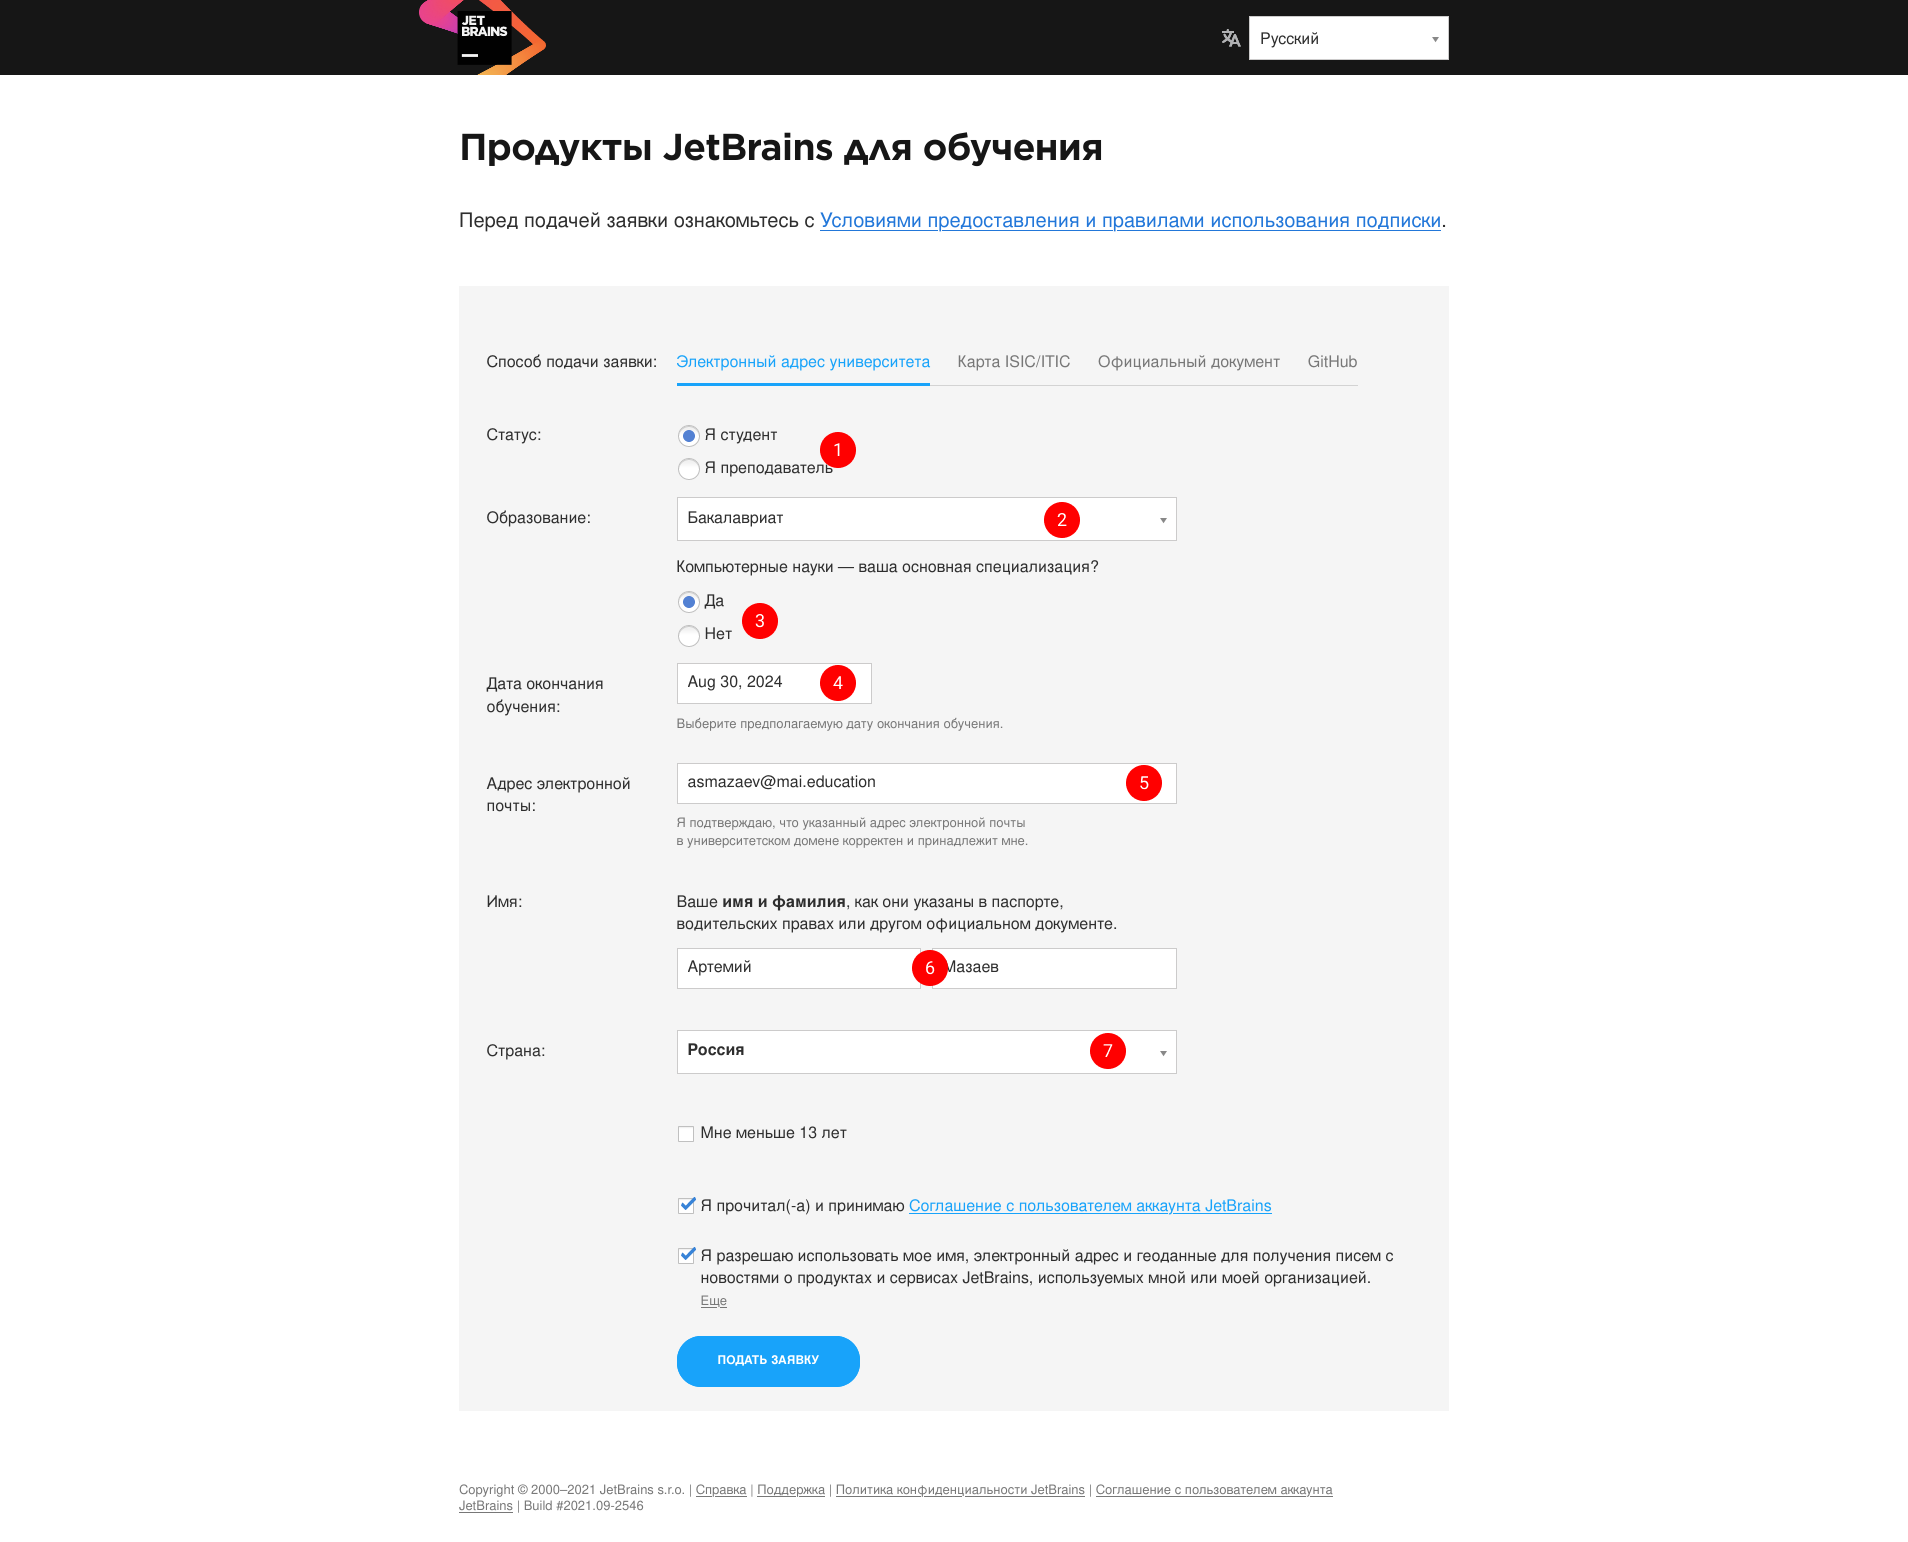 JET
BRAINS
Русский
Продукты JetBrains для обучения
Перед подачей заявки ознакомьтесь с Условиями предоставления и правилами использования подписки.
Способ подачи заявки: Электронный адрес университета Карта ISIC/ITIC Официальный документ GitHub
Статус: Я студент
1
Я преподаватель
Образование: Бакалавриат 2
Компьютерные науки — ваша основная специализация?
Да
3
Нет
Дата окончания Aug 30, 2024 4
обучения:
Выберите предполагаемую дату окончания обучения.
Адрес электронной asmazaev@mai.education 5
почты:
Я подтверждаю, что указанный адрес электронной почты
в университетском домене корректен и принадлежит мне.
Имя: Ваше имя и фамилия, как они указаны в паспорте,
водительских правах или другом официальном документе.
Артемий 6 Мазаев
Страна: Россия 7
Мне меньше 13 лет
Я прочитал(-а) и принимаю Соглашение с пользователем аккаунта JetBrains
Я разрешаю использовать мое имя, электронный адрес и геоданные для получения писем с
новостями о продуктах и сервисах JetBrains, используемых мной или моей организацией.
Еще
ПОДАТЬ ЗАЯВКУ
Copyright © 2000–2021 JetBrains s.r.o. | Справка | Поддержка | Политика конфиденциальности JetBrains | Соглашение с пользователем аккаунта
JetBrains | Build #2021.09-2546